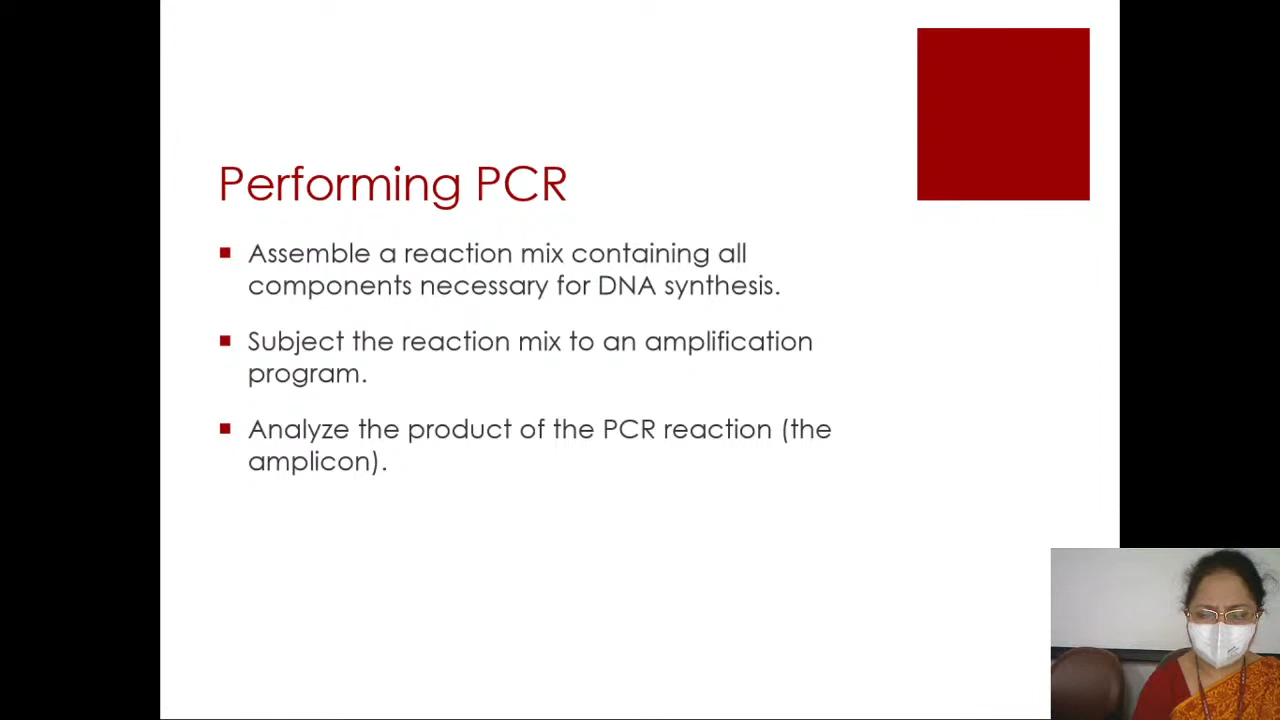 Performing PCR
Assemble a reaction mix containing all
components necessary for DNA synthesis.
Subject the reaction mix to an amplification
program.
Analyze the product of the PCR reaction (the
amplicon).